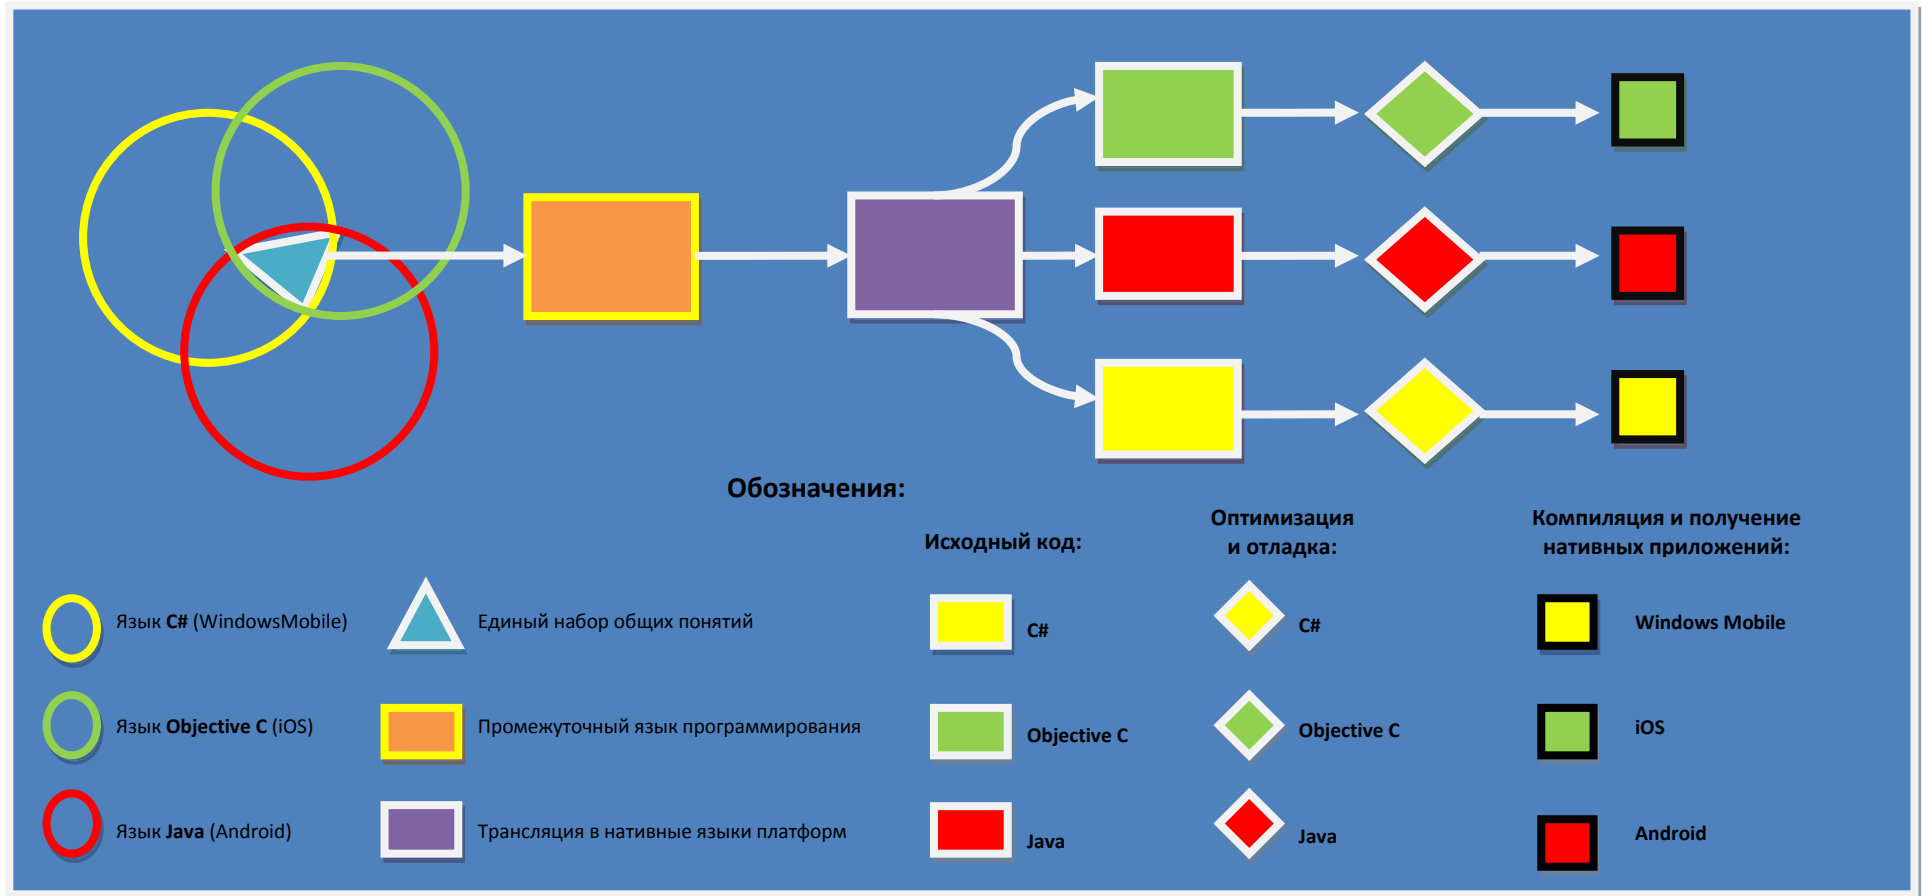 Обозначения:
Исходный код:
Оптимизация
и отладка:
Компиляция и получение
нативных приложений:
Язык C# (WindowsMobile)
Единый набор общих понятий
C#
C#
Windows Mobile
Язык Objective C (iOS)
Промежуточный язык программирования
Objective C
Objective C
iOS
Язык Java (Android)
Трансляция в нативные языки платформ
Java
Java
Android